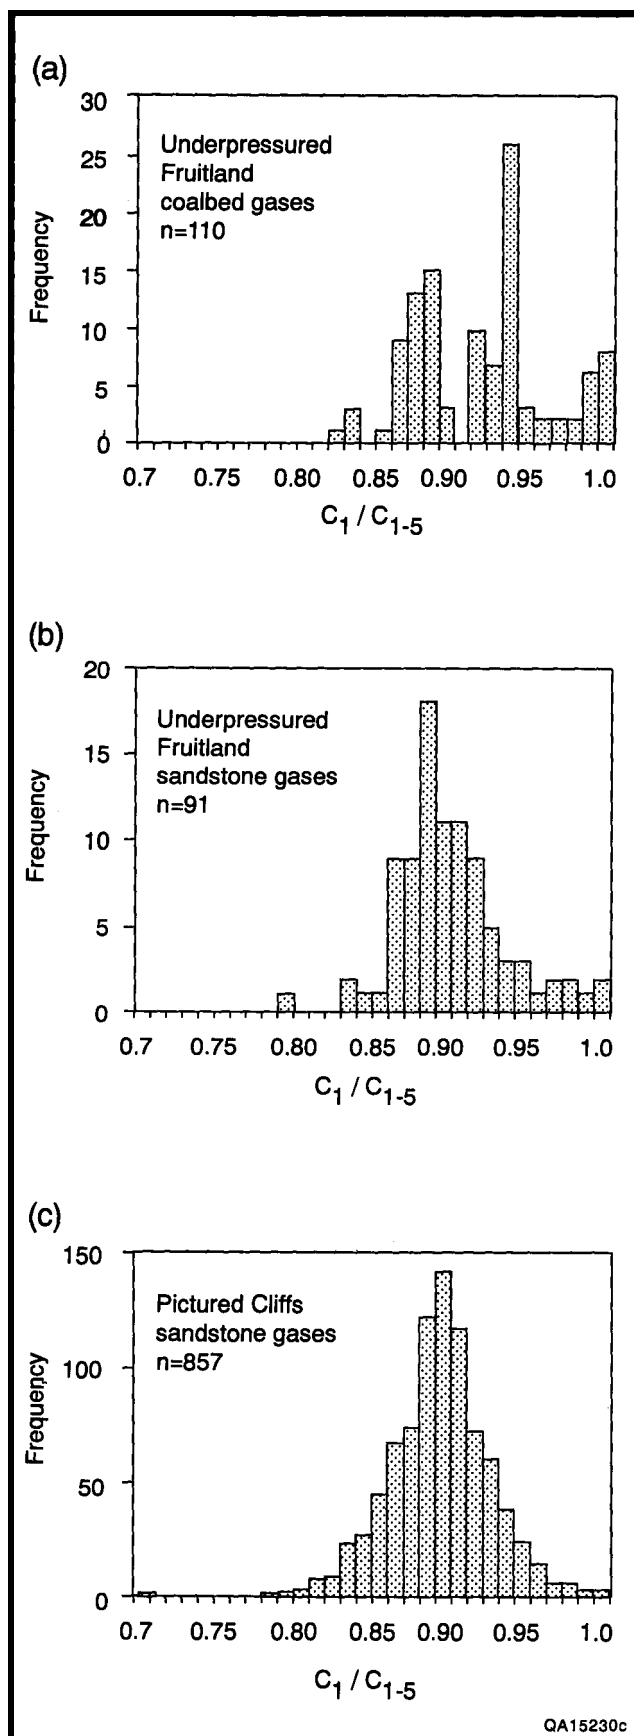 (a)
30
25
20
15
10
5
0
Frequency
Underpressured
Fruitland
coalbed gases
n=110
0.7 0.75 0.80 0.85 0.90 0.95 1.0
C1 / C1-5
(b)
20
15
10
5
0
Frequency
Underpressured
Fruitland
sandstone gases
n=91
0.7 0.75 0.80 0.85 0.90 0.95 1.0
C1 / C1-5
(c)
150
100
50
0
Frequency
Pictured Cliffs
sandstone gases
n=857
0.7 0.75 0.80 0.85 0.90 0.95 1.0
C1 / C1-5
QA15230c